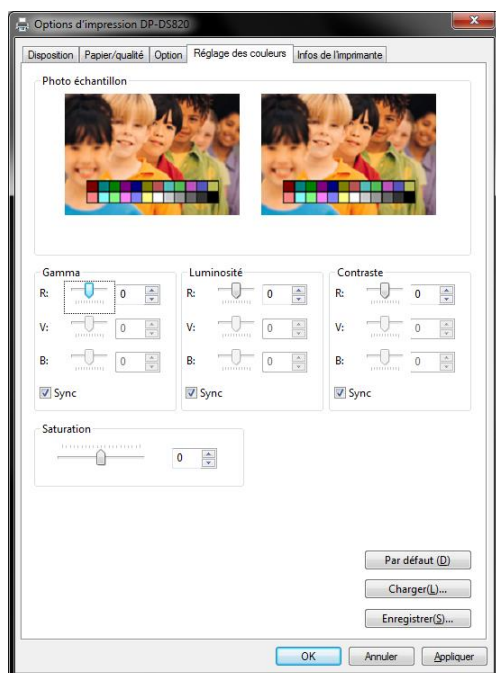 Options d'impression DP-DS820
Disposition Papier/qualité Option Réglage des couleurs Infos de l'imprimante
Photo échantillon
Gamma Luminosité Contraste
R: 0 R: 0 R: 0
V: 0 V: 0 V: 0
B: 0 B: 0 B: 0
Sync Sync Sync
Saturation
0
Par défaut (D)
Charger(L)...
Enregistrer(S)...
OK Annuler Appliquer